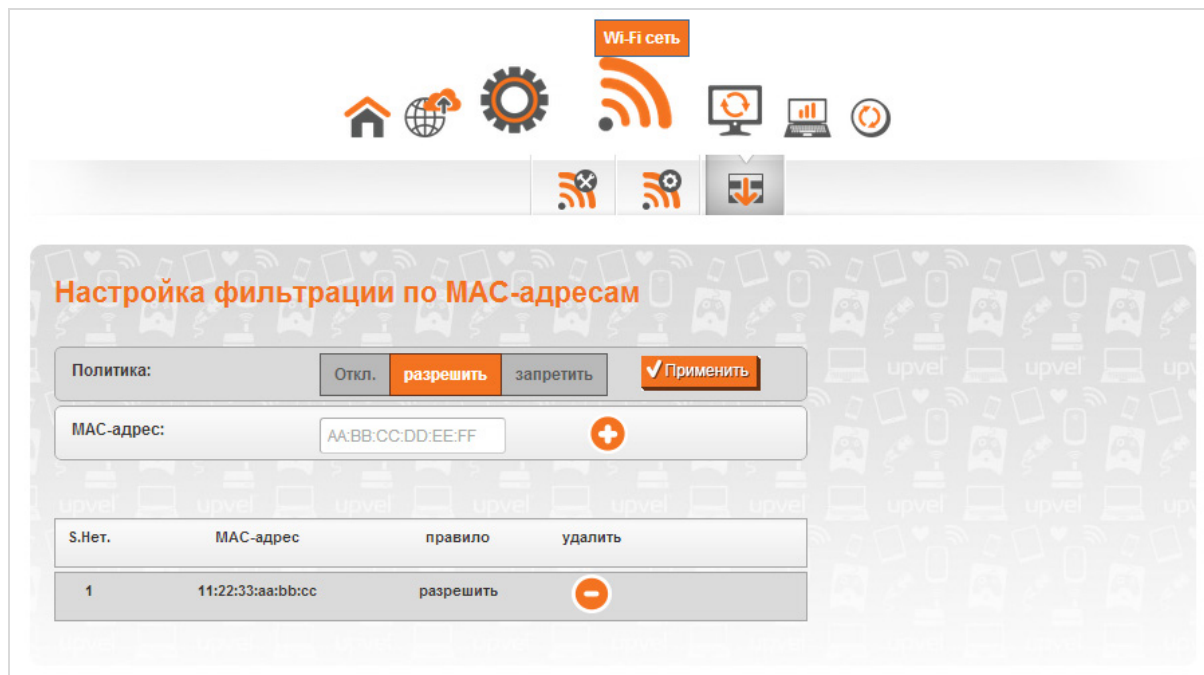 Wi-Fi сеть
Настройка фильтрации по MAC-адресам
Политика: Откл. разрешить запретить Применить
MAC-адрес: AA:BB:CC:DD:EE:FF
S.Нет. MAC-адрес правило удалить
1 11:22:33:aa:bb:cc разрешить
upvel